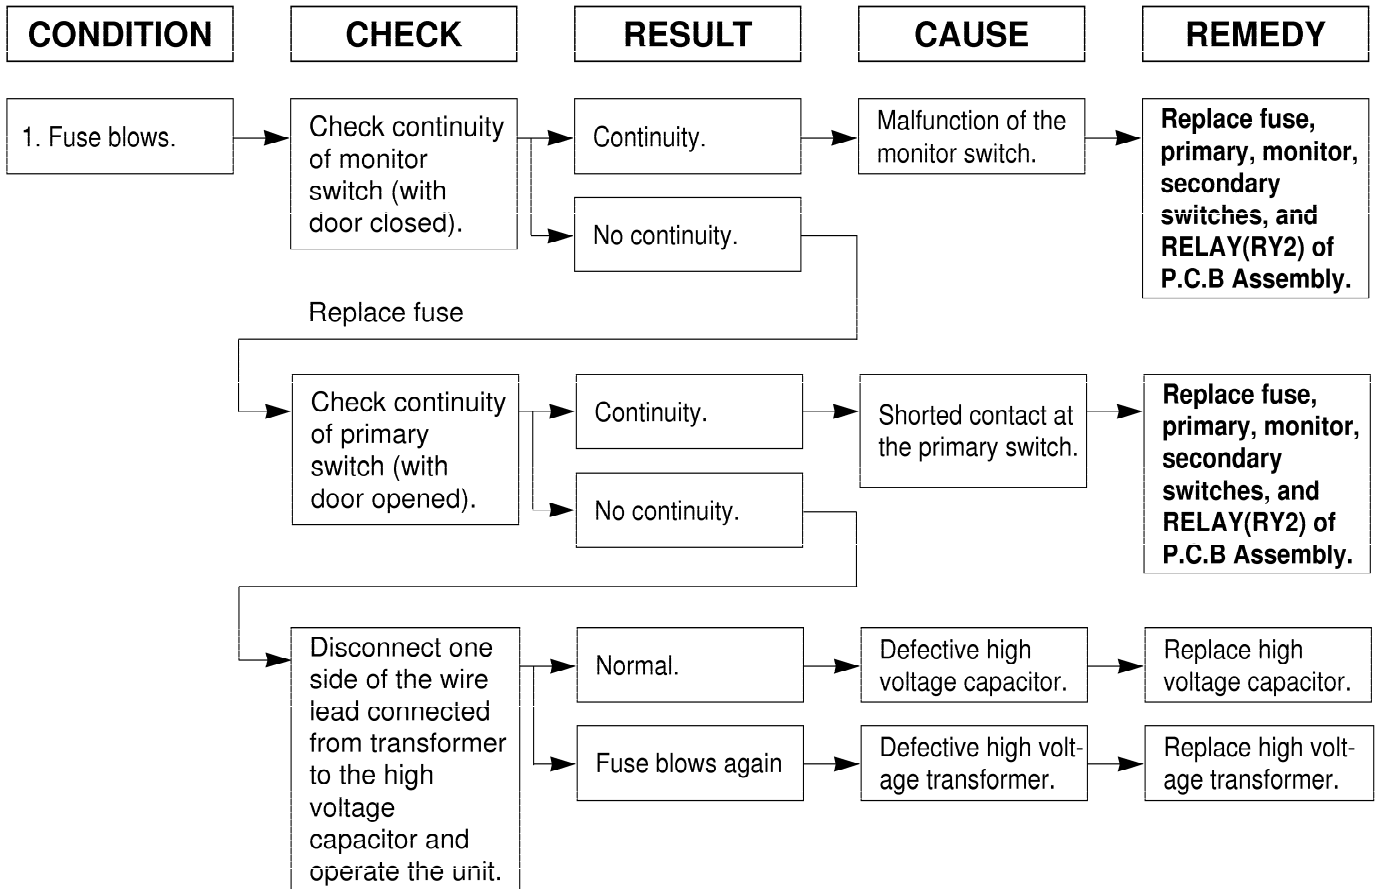 CONDITION
CHECK
RESULT
CAUSE
REMEDY
1. Fuse blows.
Check continuity
of monitor
switch (with
door closed).
Continuity.
Malfunction of the
monitor switch.
Replace fuse,
primary, monitor,
secondary
switches, and
RELAY(RY2) of
P.C.B Assembly.
No continuity.
Replace fuse
Check continuity
of primary
switch (with
door opened).
Continuity.
Shorted contact at
the primary switch.
Replace fuse,
primary, monitor,
secondary
switches, and
RELAY(RY2) of
P.C.B Assembly.
No continuity.
Disconnect one
side of the wire
lead connected
from transformer
to the high
voltage
capacitor and
operate the unit.
Normal.
Defective high
voltage capacitor.
Replace high
voltage capacitor.
Fuse blows again
Defective high volt-
age transformer.
Replace high volt-
age transformer.